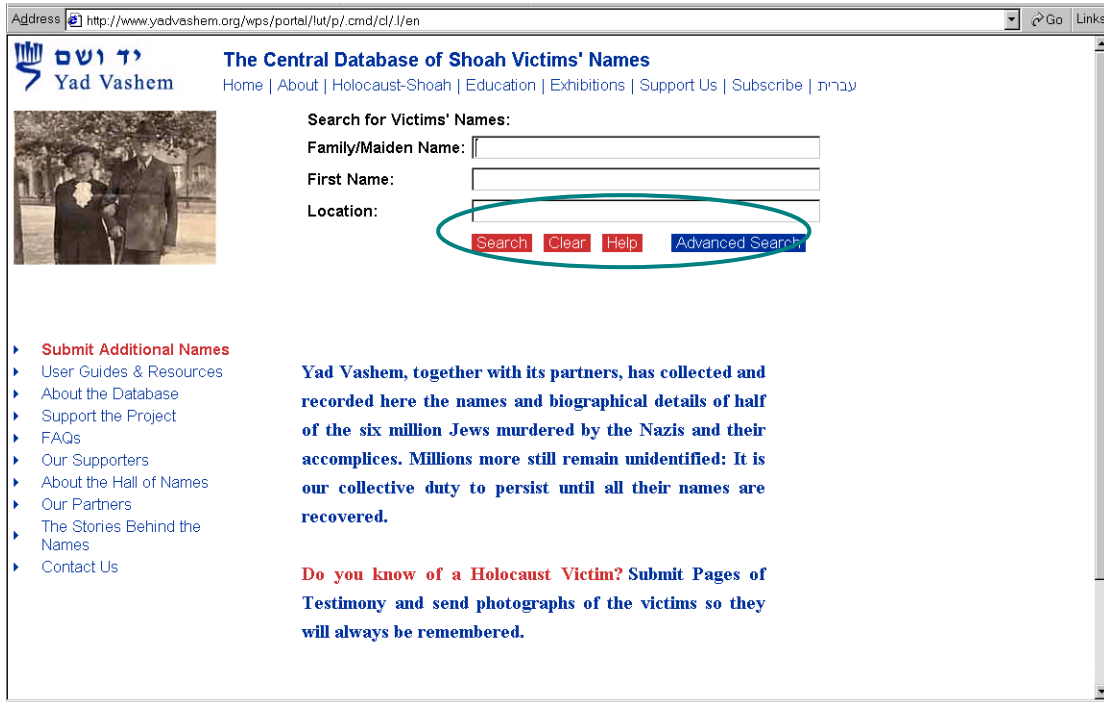 Address http://www.yadvashem.org/wps/portal/!ut/p/.cmd/cl/.l/en Go Links
יד ושם
Yad Vashem
The Central Database of Shoah Victims' Names
Home | About | Holocaust-Shoah | Education | Exhibitions | Support Us | Subscribe | עברית
Search for Victims' Names:
Family/Maiden Name:
First Name:
Location:
Search Clear Help Advanced Search
Submit Additional Names
User Guides & Resources
About the Database
Support the Project
FAQs
Our Supporters
About the Hall of Names
Our Partners
The Stories Behind the
Names
Contact Us
Yad Vashem, together with its partners, has collected and
recorded here the names and biographical details of half
of the six million Jews murdered by the Nazis and their
accomplices. Millions more still remain unidentified: It is
our collective duty to persist until all their names are
recovered.
Do you know of a Holocaust Victim? Submit Pages of
Testimony and send photographs of the victims so they
will always be remembered.